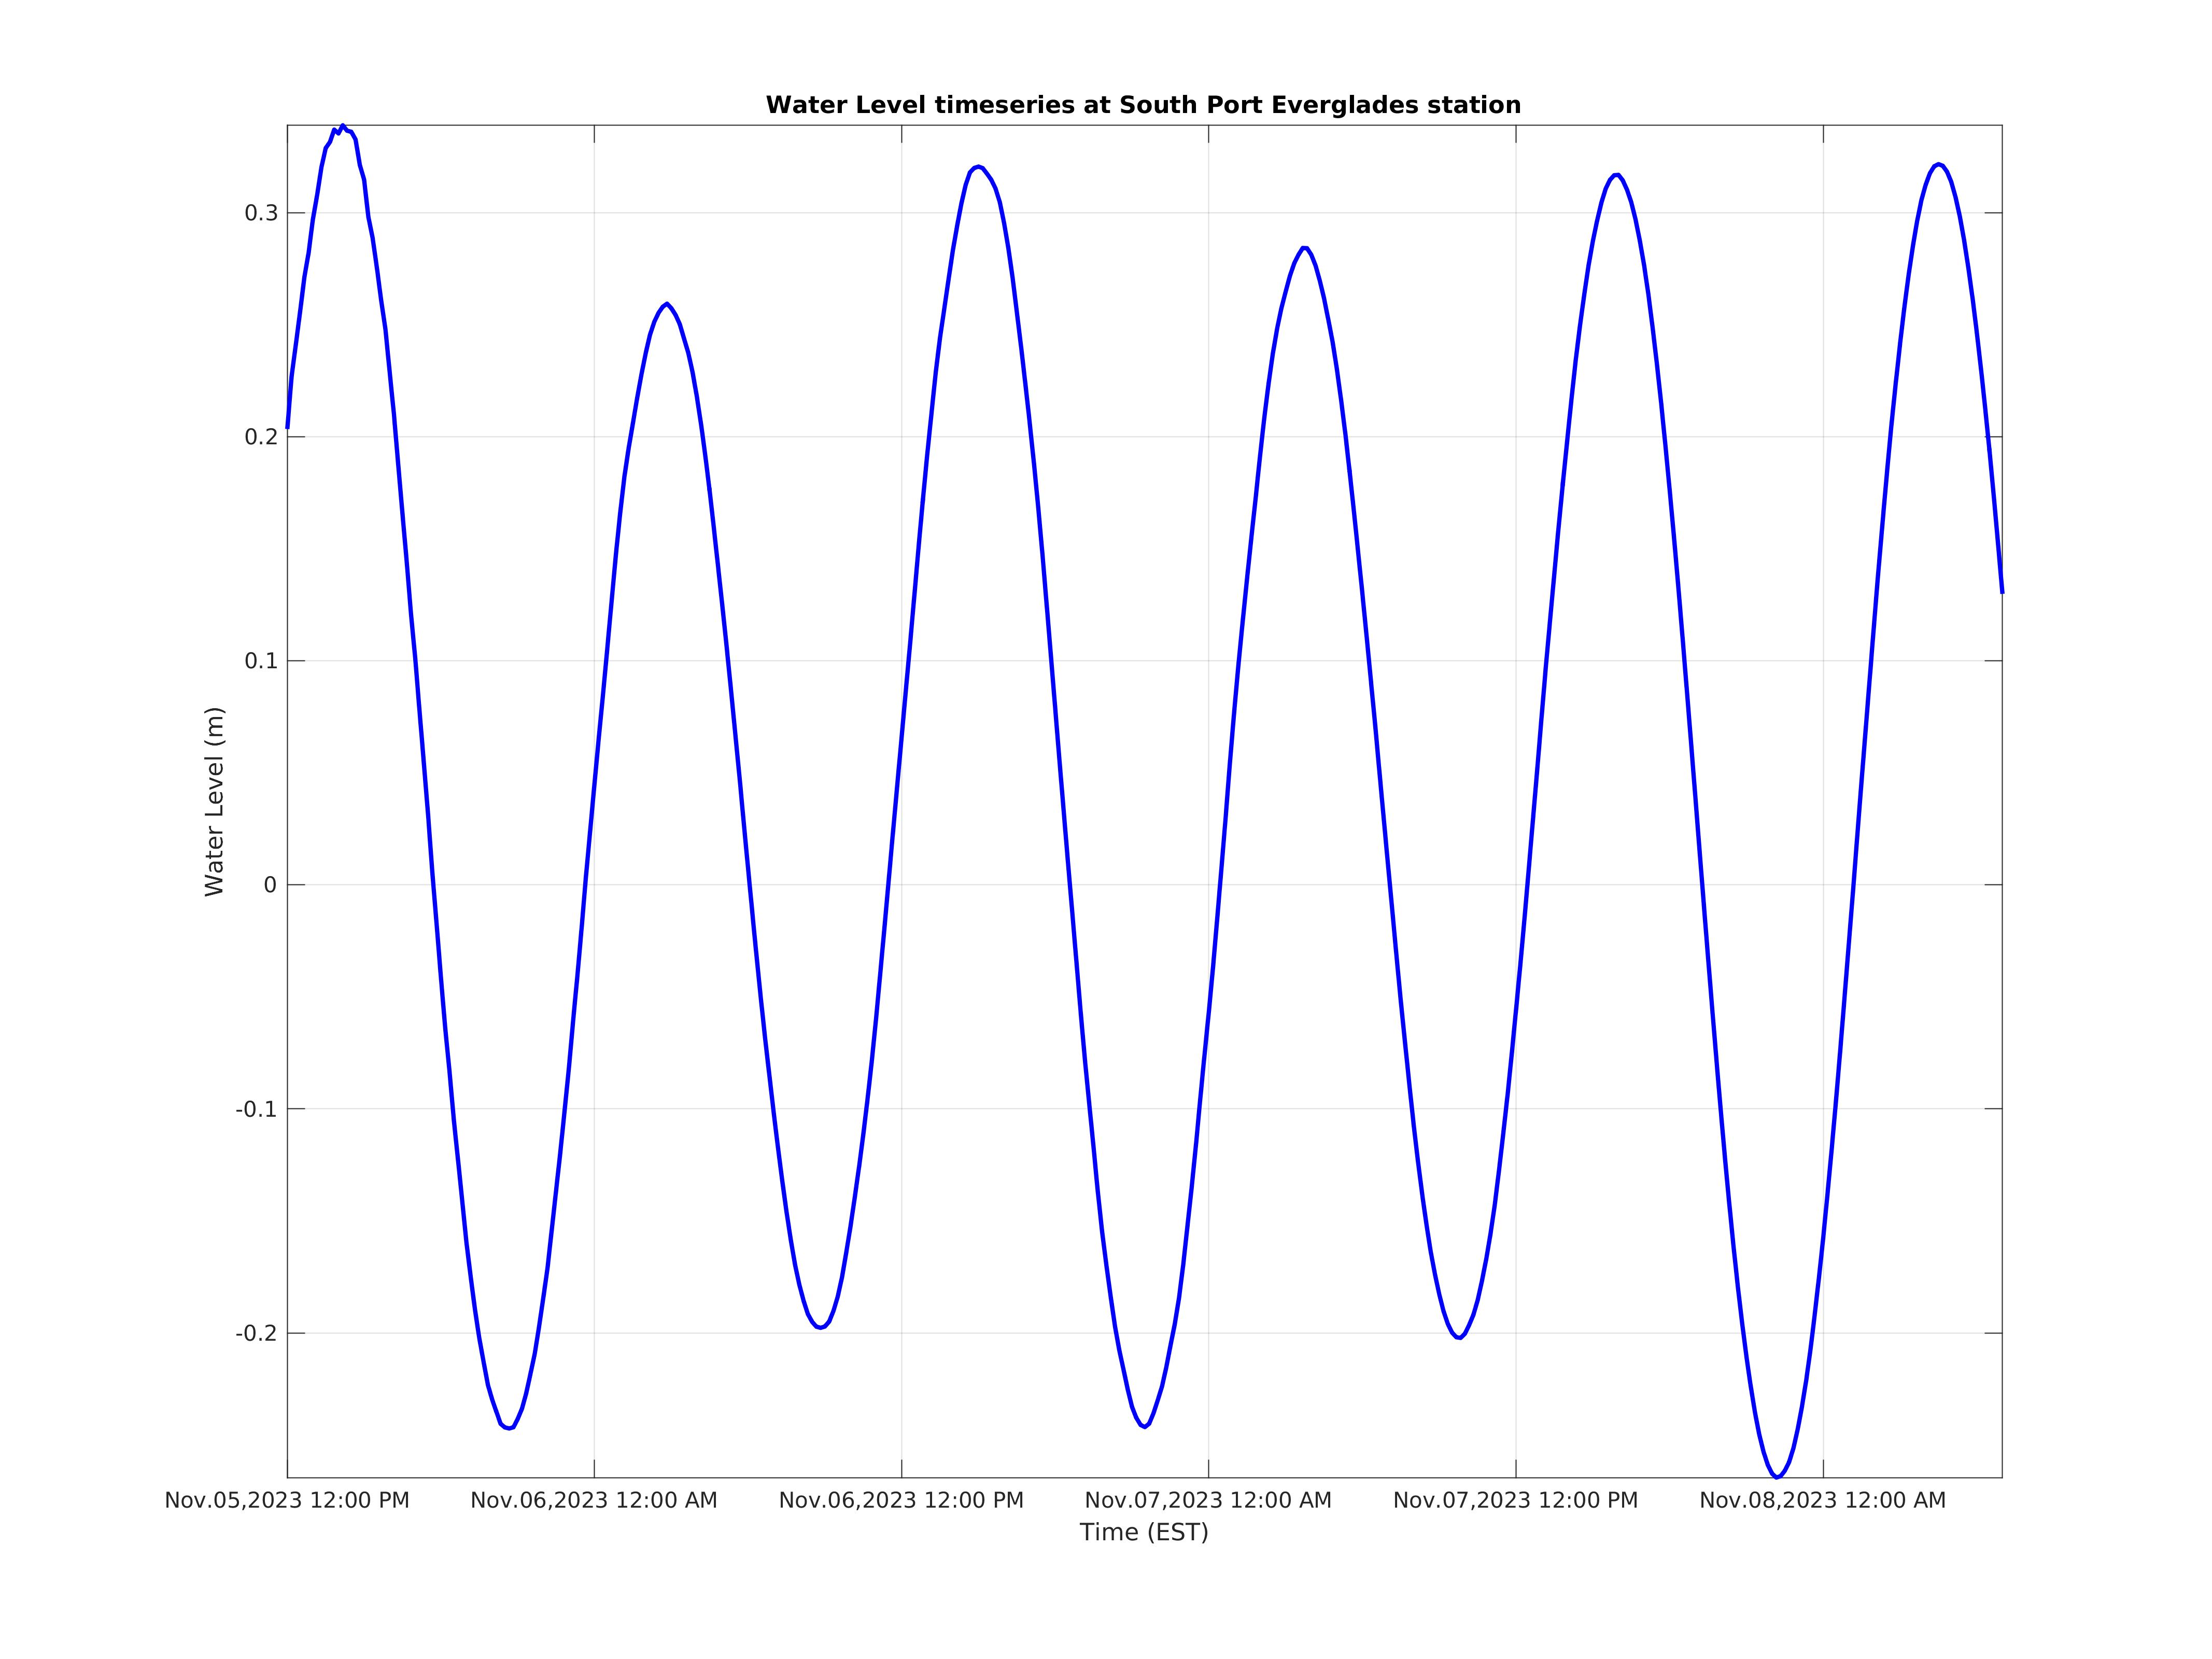 Water Level timeseries at South Port Everglades station
Water Level (m)
0.3
0.2
0.1
0
-0.1
-0.2
Nov.05,2023 12:00 PM Nov.06,2023 12:00 AM Nov.06,2023 12:00 PM Nov.07,2023 12:00 AM Nov.07,2023 12:00 PM Nov.08,2023 12:00 AM
Time (EST)